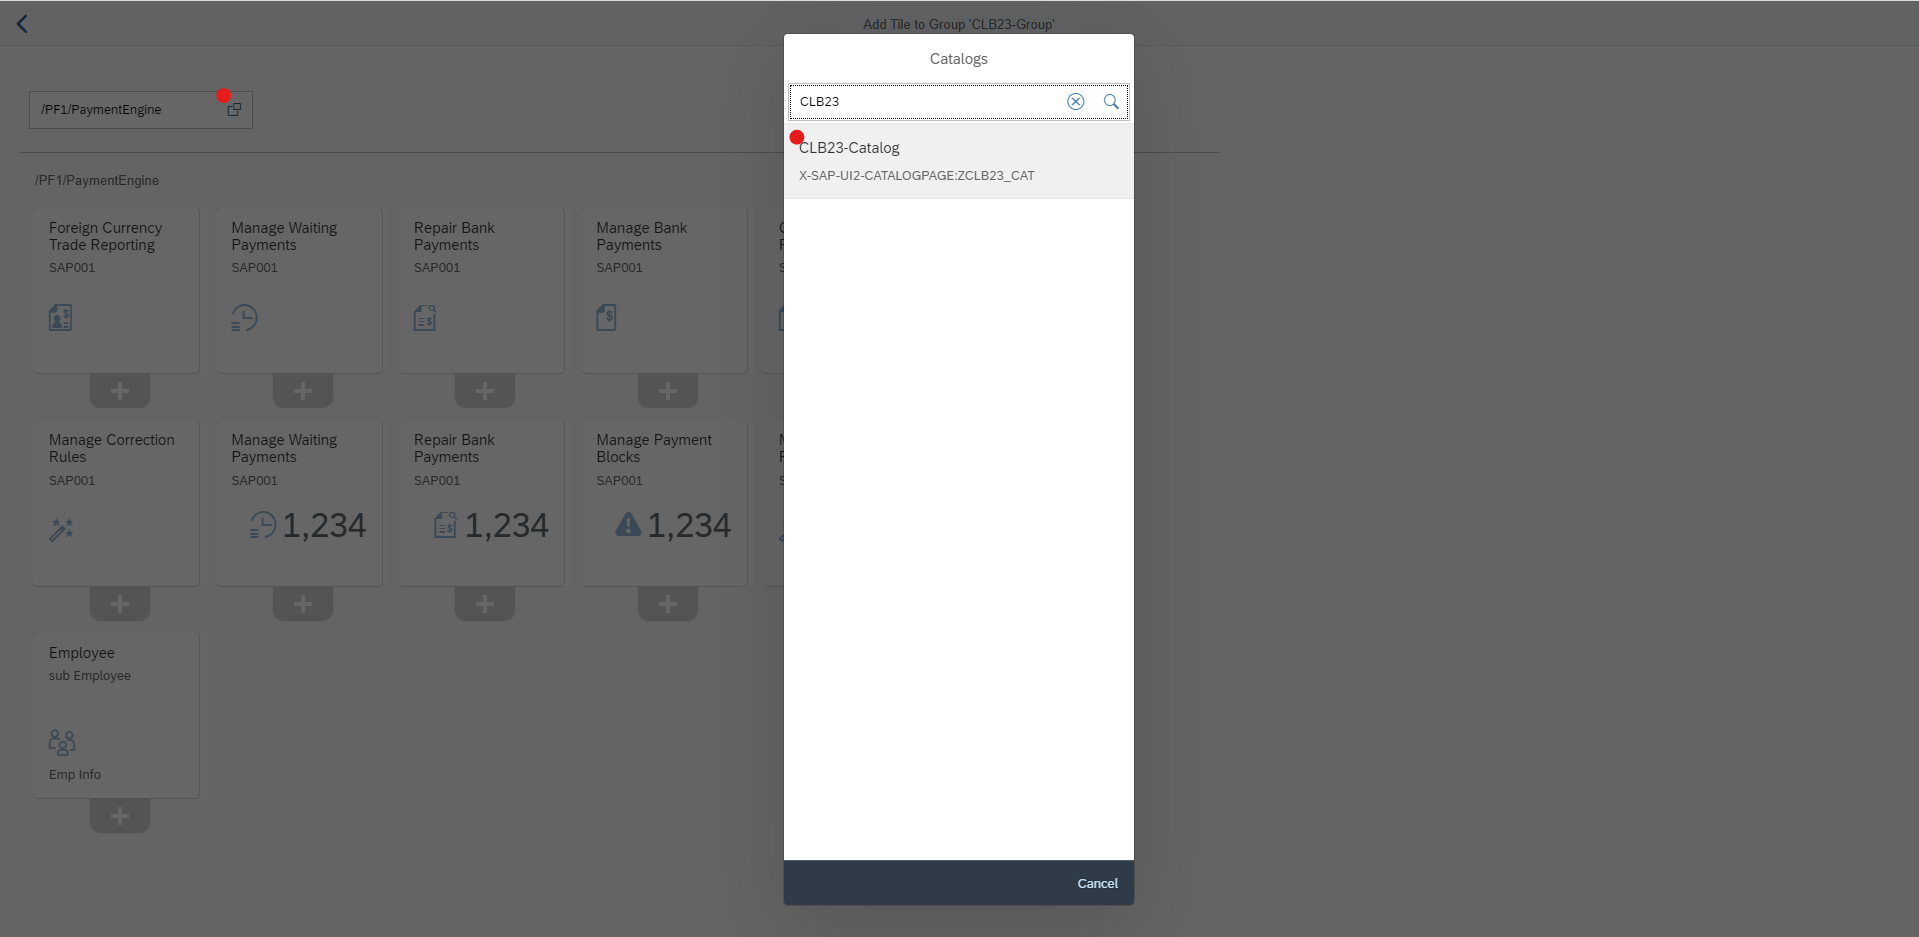 Add Tile to Group 'CLB23-Group'
Catalogs
CLB23
CLB23-Catalog
X-SAP-UI2-CATALOGPAGE:ZCLB23_CAT
Cancel
/PF1/PaymentEngine
/PF1/PaymentEngine
Foreign Currency
Trade Reporting
SAP001
Manage Waiting
Payments
SAP001
Repair Bank
Payments
SAP001
Manage Bank
Payments
SAP001
Manage Correction
Rules
SAP001
Manage Waiting
Payments
SAP001
1,234
Repair Bank
Payments
SAP001
1,234
Manage Payment
Blocks
SAP001
1,234
Employee
sub Employee
Emp Info